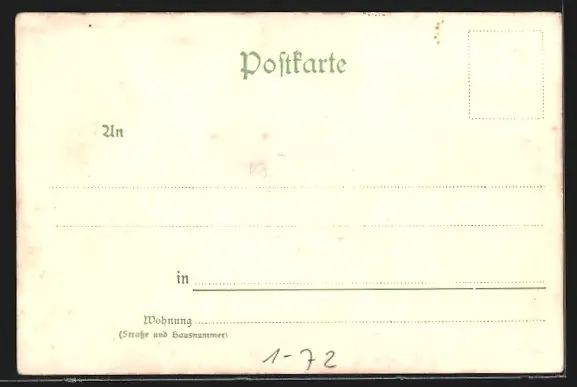 Postkarte
An
in
Wohnung
(Straße und Hausnummer)
1-72